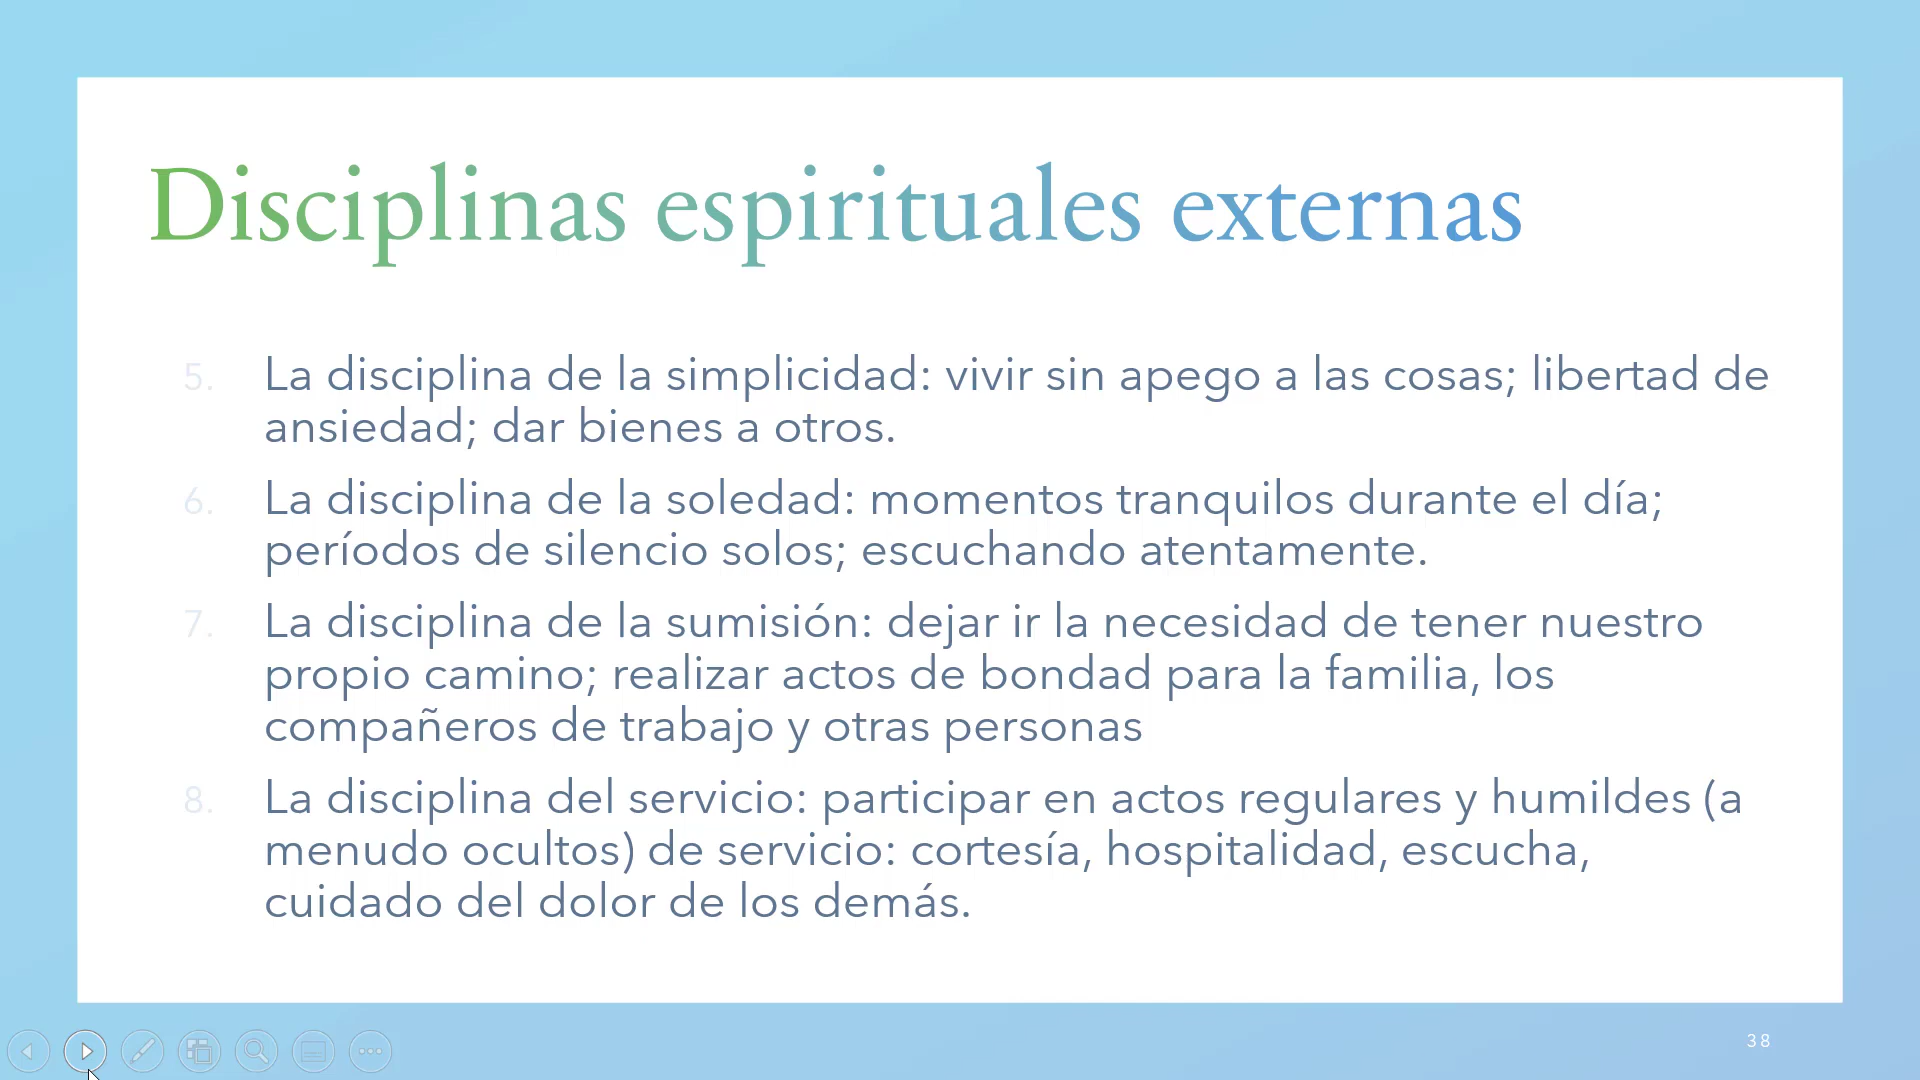 Disciplinas espirituales externas
5. La disciplina de la simplicidad: vivir sin apego a las cosas; libertad de
ansiedad; dar bienes a otros.
6. La disciplina de la soledad: momentos tranquilos durante el día;
períodos de silencio solos; escuchando atentamente.
7. La disciplina de la sumisión: dejar ir la necesidad de tener nuestro
propio camino; realizar actos de bondad para la familia, los
compañeros de trabajo y otras personas
8. La disciplina del servicio: participar en actos regulares y humildes (a
menudo ocultos) de servicio: cortesía, hospitalidad, escucha,
cuidado del dolor de los demás.
38